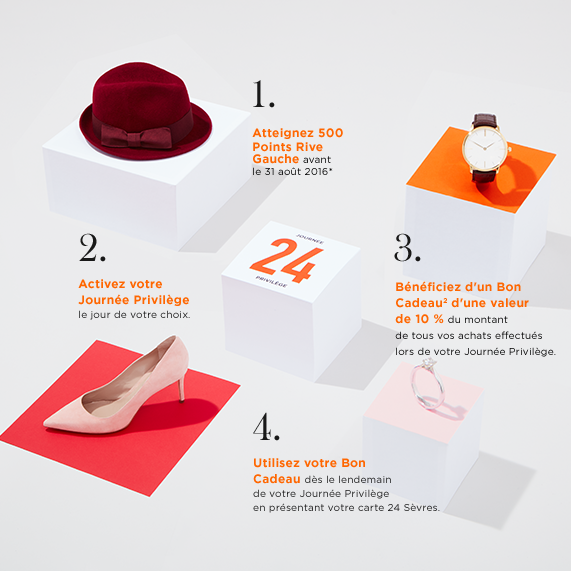 1.
Atteignez 500
Points Rive
Gauche avant
le 31 août 2016*
2.
Activez votre
Journée Privilège
le jour de votre choix.
JOURNÉE
24
PRIVILÈGE
3.
Bénéficiez d'un Bon
Cadeau² d'une valeur
de 10 % du montant
de tous vos achats effectués
lors de votre Journée Privilège.
4.
Utilisez votre Bon
Cadeau dès le lendemain
de votre Journée Privilège
en présentant votre carte 24 Sèvres.